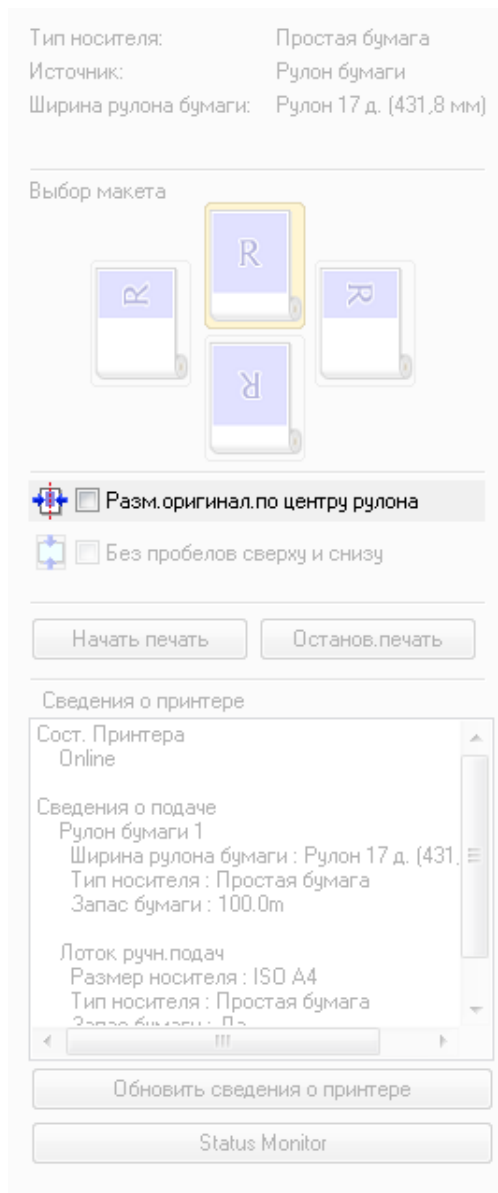 Тип носителя: Простая бумага
Источник: Рулон бумаги
Ширина рулона бумаги: Рулон 17 д. (431,8 мм)
Выбор макета
R
R
R
R
Разм.оригинал.по центру рулона
Без пробелов сверху и снизу
Начать печать Останов.печать
Сведения о принтере
Сост. Принтера
Online
Сведения о подаче
Рулон бумаги 1
Ширина рулона бумаги : Рулон 17 д. (431,
Тип носителя : Простая бумага
Запас бумаги : 100.0m
Лоток ручн.подач
Размер носителя : ISO A4
Тип носителя : Простая бумага
Запас бумаги : Да
Обновить сведения о принтере
Status Monitor